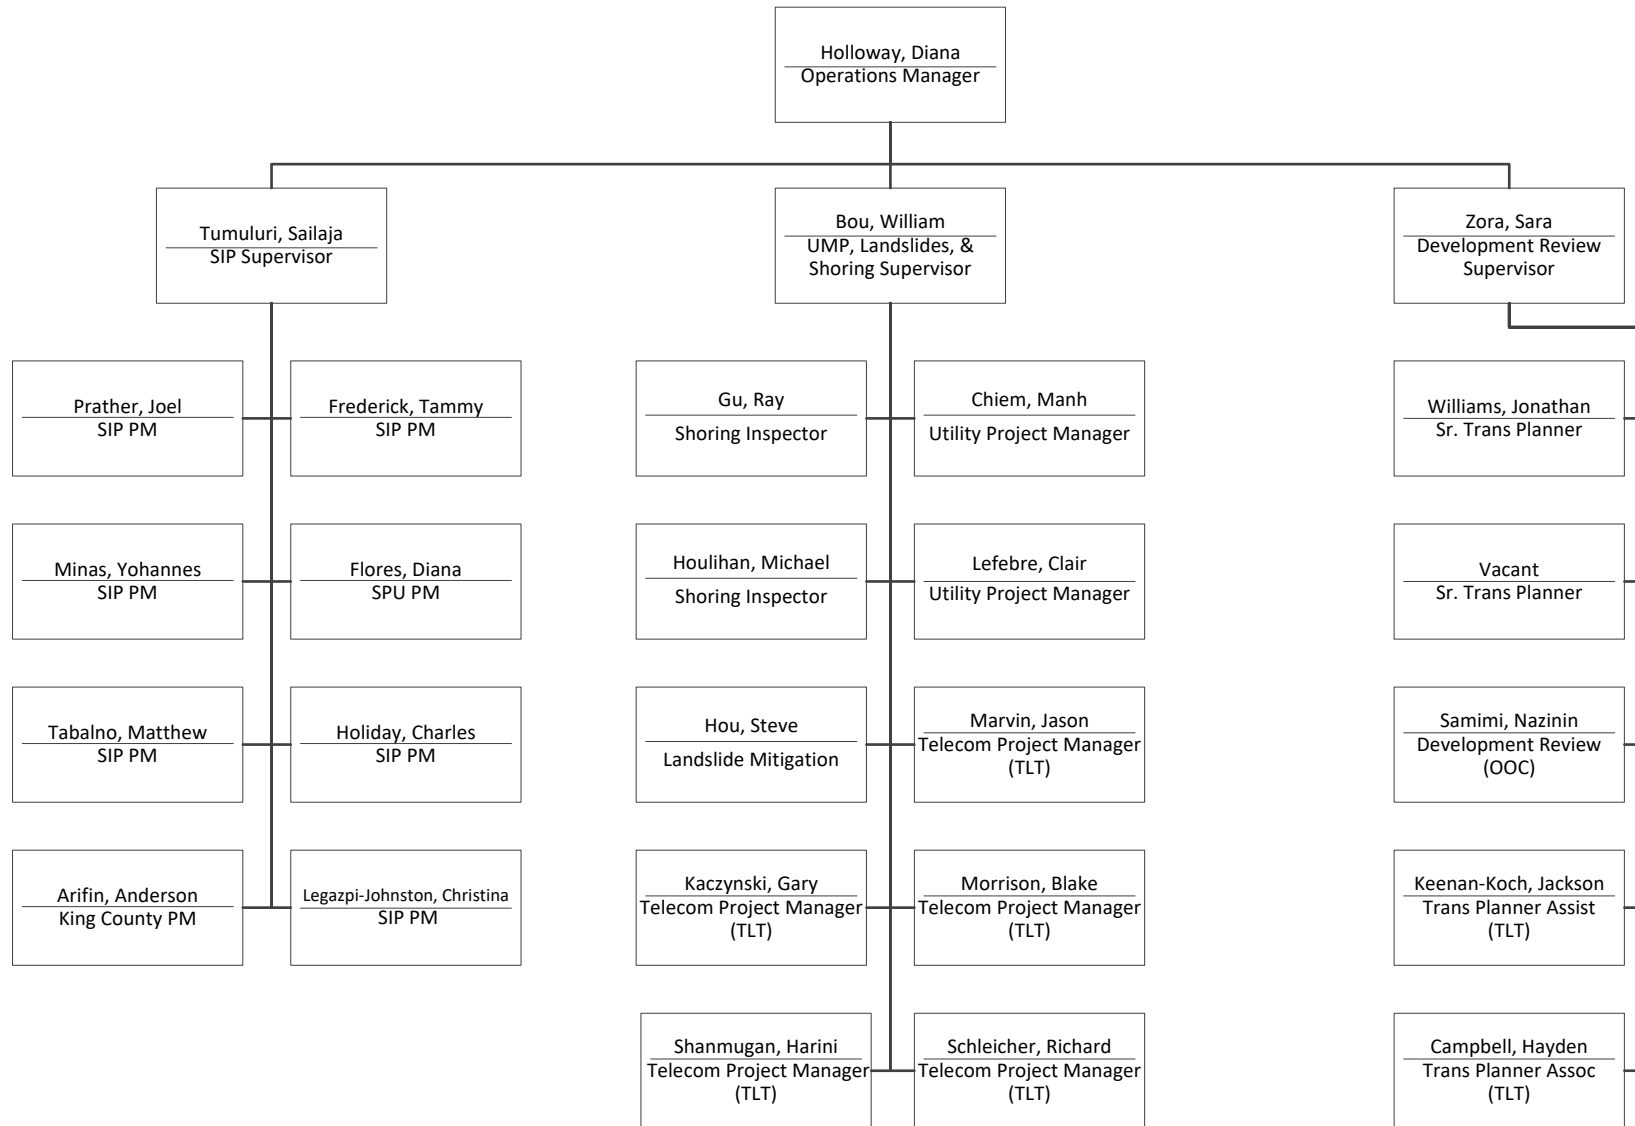 Holloway, Diana
Operations Manager
Tumuluri, Sailaja
SIP Supervisor
Bou, William
UMP, Landslides, &
Shoring Supervisor
Zora, Sara
Development Review
Supervisor
Prather, Joel
SIP PM
Frederick, Tammy
SIP PM
Gu, Ray
Shoring Inspector
Chiem, Manh
Utility Project Manager
Williams, Jonathan
Sr. Trans Planner
Minas, Yohannes
SIP PM
Flores, Diana
SPU PM
Houlihan, Michael
Shoring Inspector
Lefebre, Clair
Utility Project Manager
Vacant
Sr. Trans Planner
Tabalno, Matthew
SIP PM
Holiday, Charles
SIP PM
Hou, Steve
Landslide Mitigation
Marvin, Jason
Telecom Project Manager
(TLT)
Samimi, Nazinin
Development Review
(OOC)
Arifin, Anderson
King County PM
Legazpi-Johnston, Christina
SIP PM
Kaczynski, Gary
Telecom Project Manager
(TLT)
Morrison, Blake
Telecom Project Manager
(TLT)
Keenan-Koch, Jackson
Trans Planner Assist
(TLT)
Shanmugan, Harini
Telecom Project Manager
(TLT)
Schleicher, Richard
Telecom Project Manager
(TLT)
Campbell, Hayden
Trans Planner Assoc
(TLT)